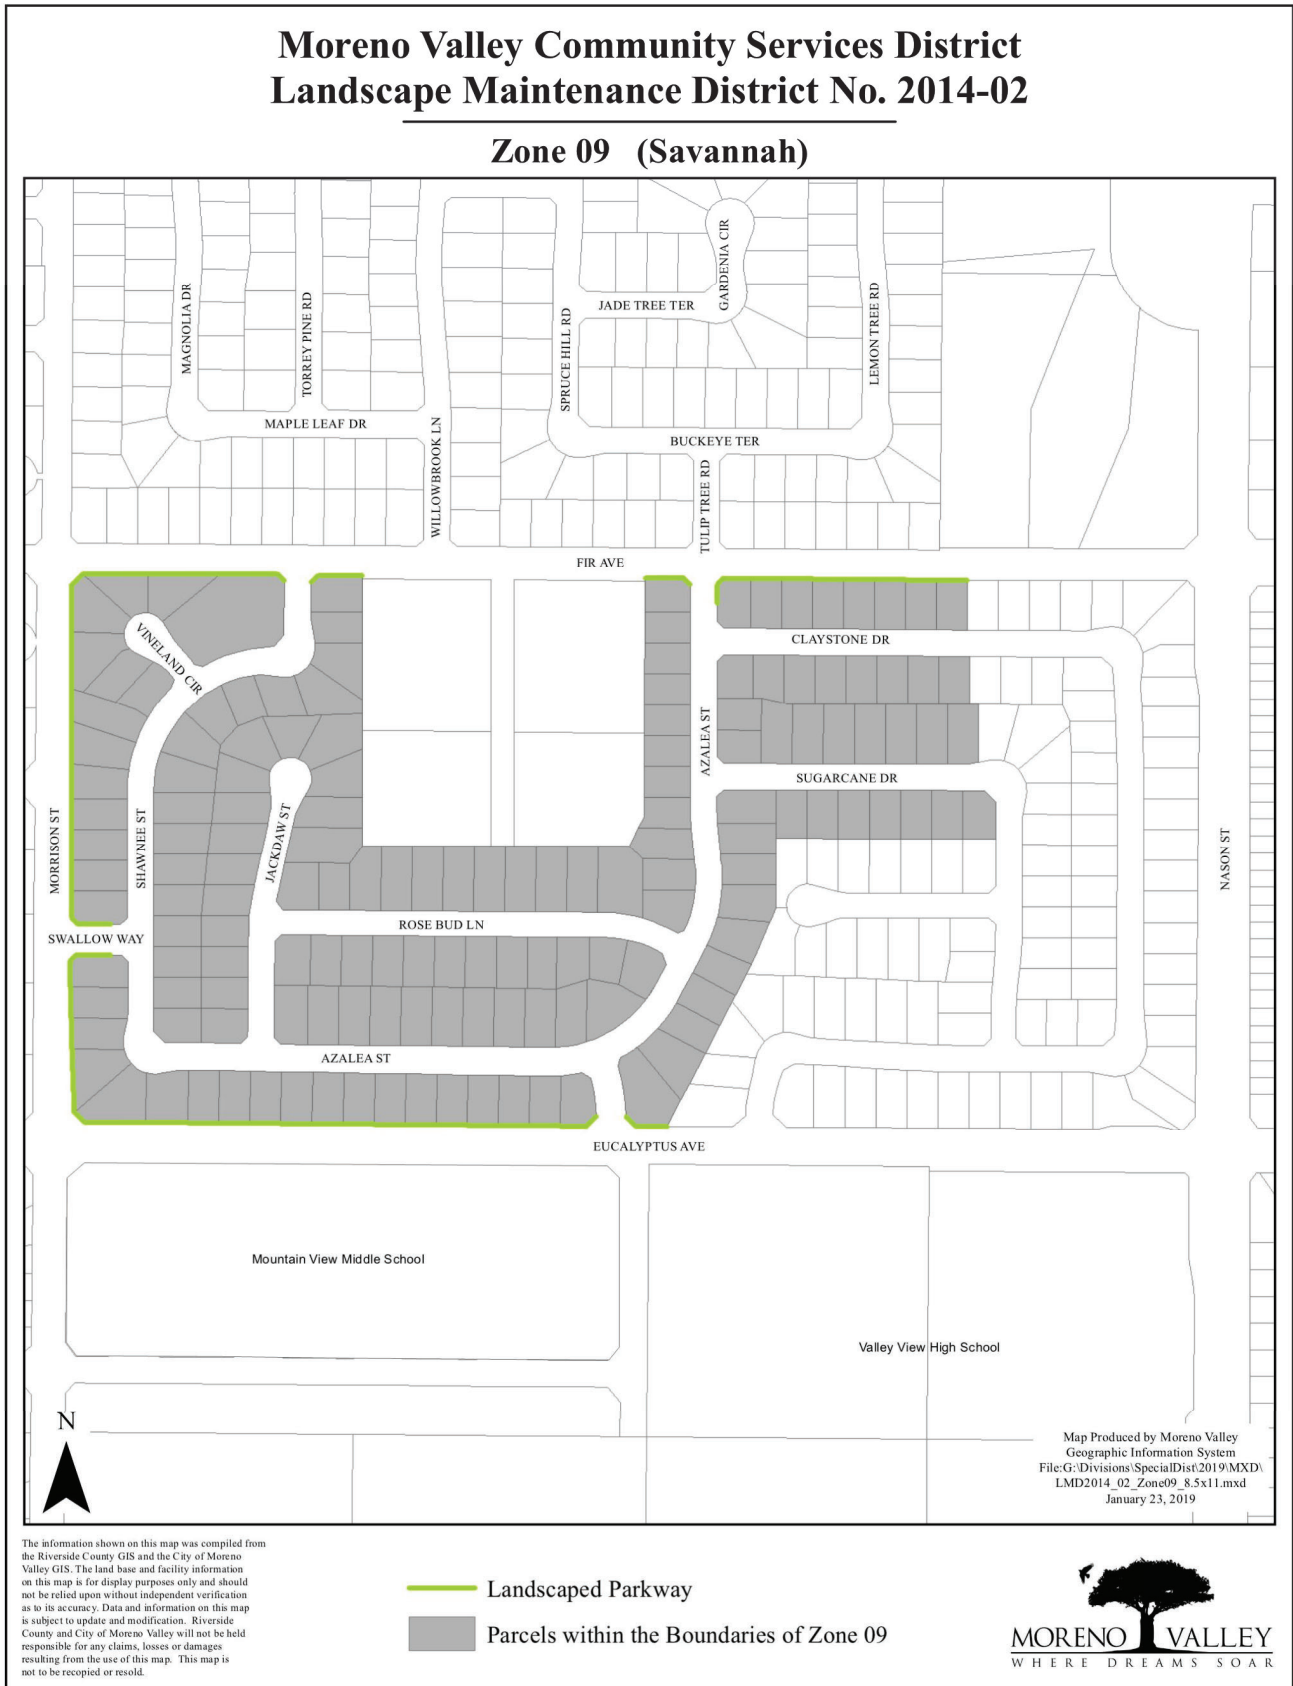 Moreno Valley Community Services District
Landscape Maintenance District No. 2014-02
Zone 09 (Savannah)
MAGNOLIA DR
TORREY PINE RD
MAPLE LEAF DR
WILLOWBROOK LN
SPRUCE HILL RD
JADE TREE TER
GARDENIA CIR
LEMON TREE RD
BUCKEYE TER
TULIP TREE RD
FIR AVE
VINELAND CIR
CLAYSTONE DR
AZALEA ST
SUGARCANE DR
MORRISON ST
SHAWNEE ST
JACKDAW ST
NASON ST
ROSE BUD LN
SWALLOW WAY
AZALEA ST
EUCALYPTUS AVE
Mountain View Middle School
Valley View High School
N
Map Produced by Moreno Valley
Geographic Information System
File:G:\Divisions\SpecialDist\2019\MXD\
LMD2014_02_Zone09_8.5x11.mxd
January 23, 2019
The information shown on this map was compiled from
the Riverside County GIS and the City of Moreno
Valley GIS. The land base and facility information
on this map is for display purposes only and should
not be relied upon without independent verification
as to its accuracy. Data and information on this map
is subject to update and modification. Riverside
County and City of Moreno Valley will not be held
responsible for any claims, losses or damages
resulting from the use of this map. This map is
not to be recopied or resold.
Landscaped Parkway
Parcels within the Boundaries of Zone 09
MORENO VALLEY
WHERE DREAMS SOAR